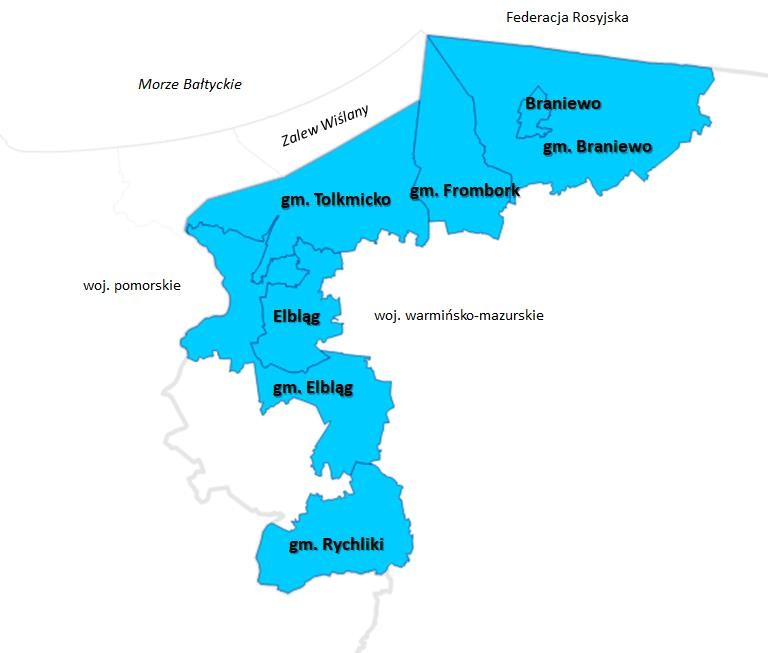 Federacja Rosyjska
Morze Bałtyckie
Braniewo
Zalew Wiślany
gm. Braniewo
gm. Frombork
gm. Tolkmicko
woj. pomorskie
Elbląg
woj. warmińsko-mazurskie
gm. Elbląg
gm. Rychliki